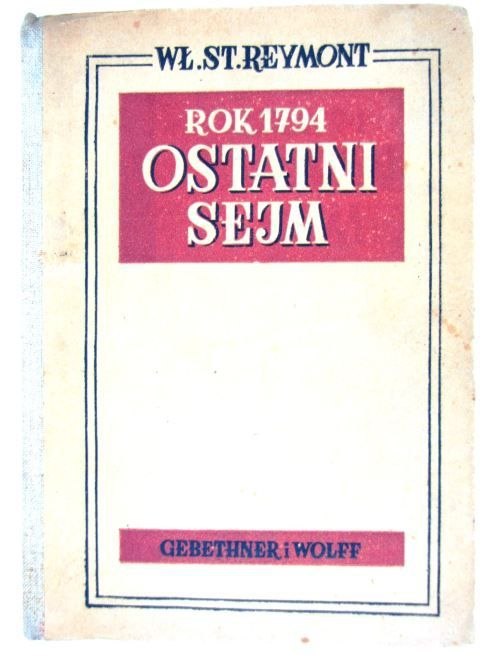 WŁ.ST.REYMONT
ROK 1794
OSTATNI
SEJM
GEBETHNER i WOLFF